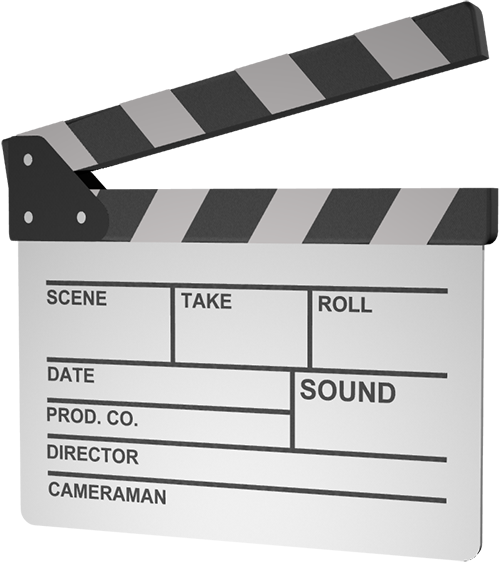 SCENE TAKE ROLL
DATE
SOUND
PROD. CO.
DIRECTOR
CAMERAMAN